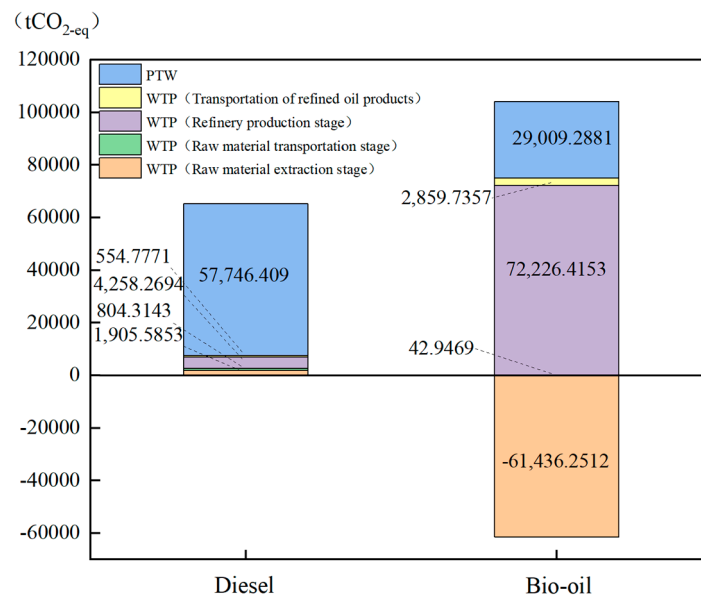 （tCO2-eq）
120000
100000
80000
60000
40000
20000
0
-20000
-40000
-60000
PTW
WTP（Transportation of refined oil products）
WTP（Refinery production stage）
WTP（Raw material transportation stage）
WTP（Raw material extraction stage）
554.7771
4,258.2694
804.3143
1,905.5853
57,746.409
29,009.2881
2,859.7357
72,226.4153
42.9469
-61,436.2512
Diesel
Bio-oil